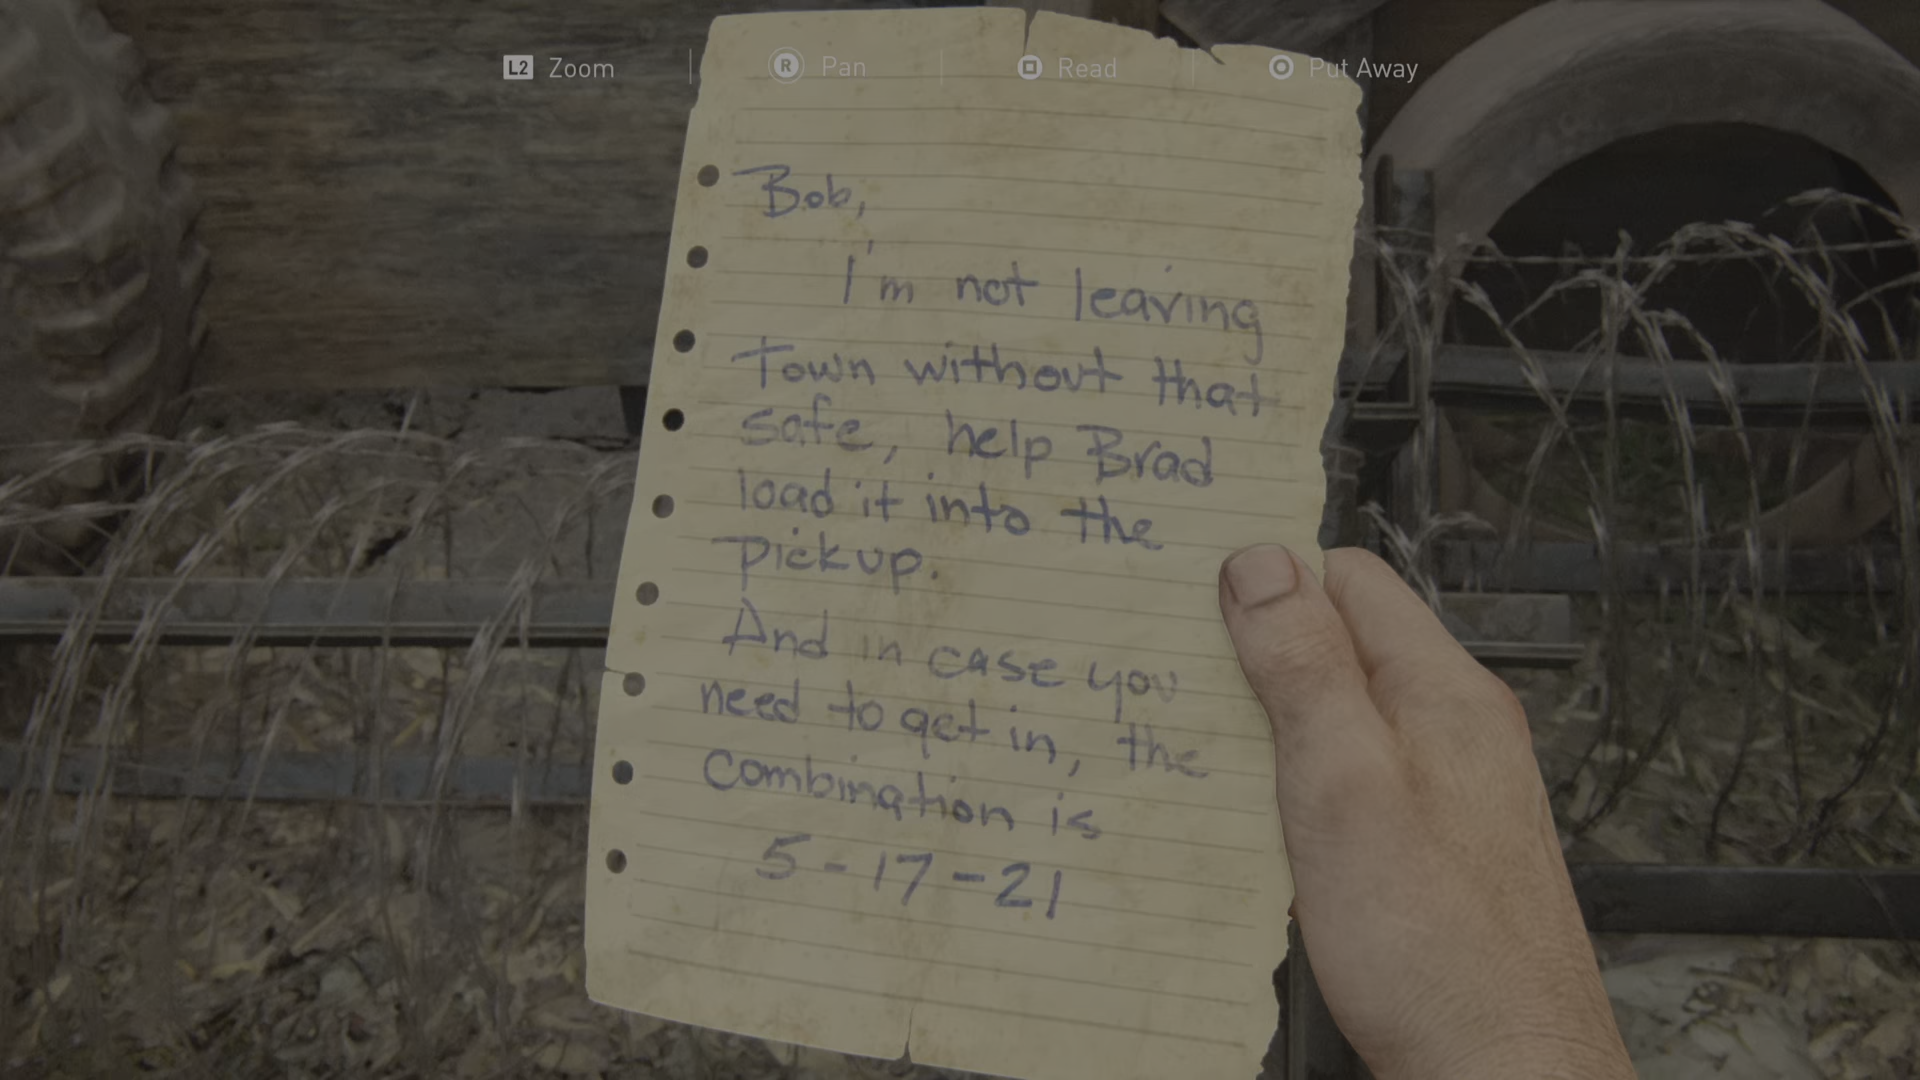 L2 Zoom R Pan Read Put Away
Bob,
I'm not leaving
Town without that
safe, help Brad
load it into the
pickup.
And in case you
need to get in, the
Combination is
5-17-21